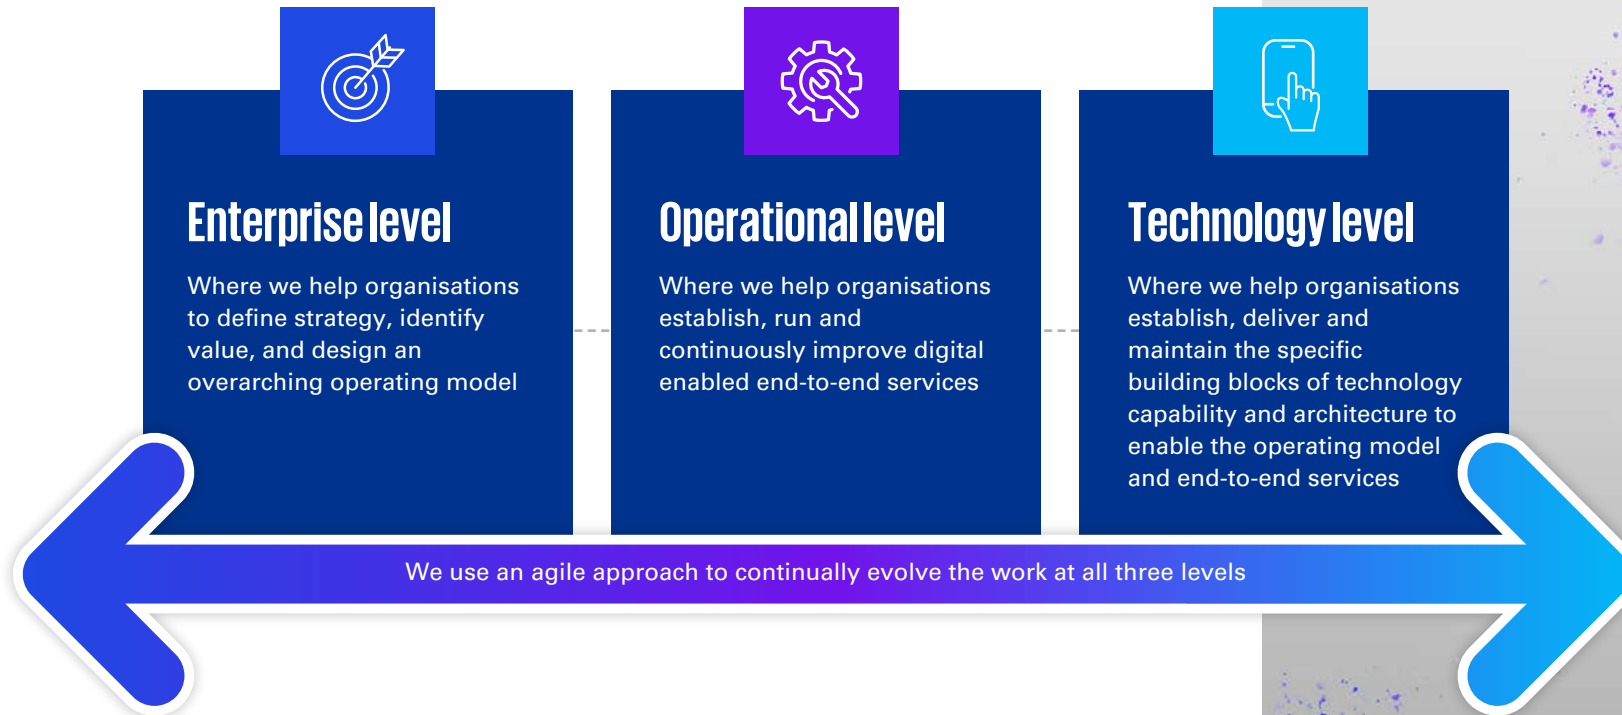 Enterprise level
Where we help organisations
to define strategy, identify
value, and design an
overarching operating model
Operational level
Where we help organisations
establish, run and
continuously improve digital
enabled end-to-end services
Technology level
Where we help organisations
establish, deliver and
maintain the specific
building blocks of technology
capability and architecture to
enable the operating model
and end-to-end services
We use an agile approach to continually evolve the work at all three levels